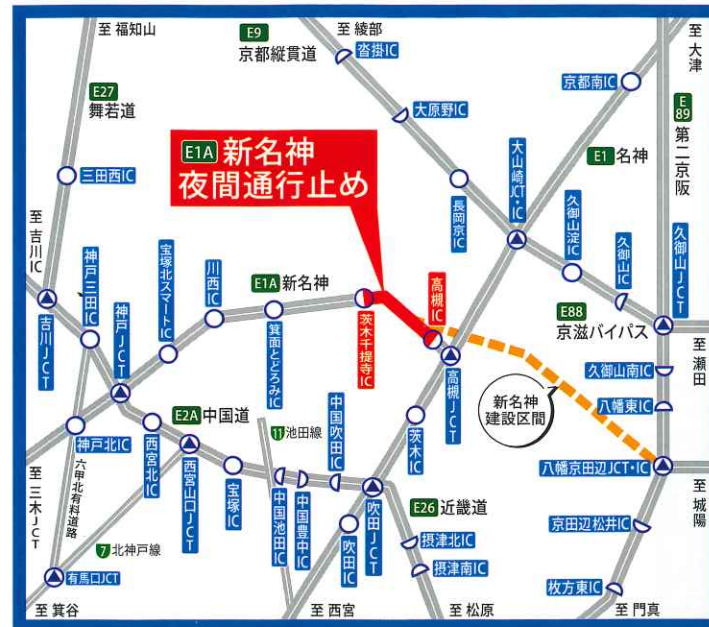 至 福知山
E9
京都縦貫道
至 綾部
沓掛IC
至 大津
京都南IC
E27
舞若道
大原野IC
E89
第二京阪
E1A 新名神
夜間通行止め
E1 名神
大山崎JCT・IC
三田西IC
長岡京IC
久御山淀IC
久御山IC
久御山JCT
至 吉川IC
神戸三田IC
宝塚北スマートIC
川西IC
E1A 新名神
高槻IC
E88
京滋バイパス
吉川JCT
神戸JCT
箕面とどろみIC
茨木千提寺IC
高槻JCT
至 瀬田
久御山南IC
新名神
建設区間
八幡東IC
E2A 中国道
11 池田線
中国吹田IC
茨木IC
神戸北IC
西宮北IC
八幡京田辺JCT・IC
至 三木JCT
六甲北有料道路
西宮山口JCT
宝塚IC
中国池田IC
中国豊中IC
吹田IC
吹田JCT
E26 近畿道
至 城陽
京田辺松井IC
摂津北IC
7 北神戸線
摂津南IC
有馬口JCT
枚方東IC
至 箕谷
至 西宮
至 松原
至 門真